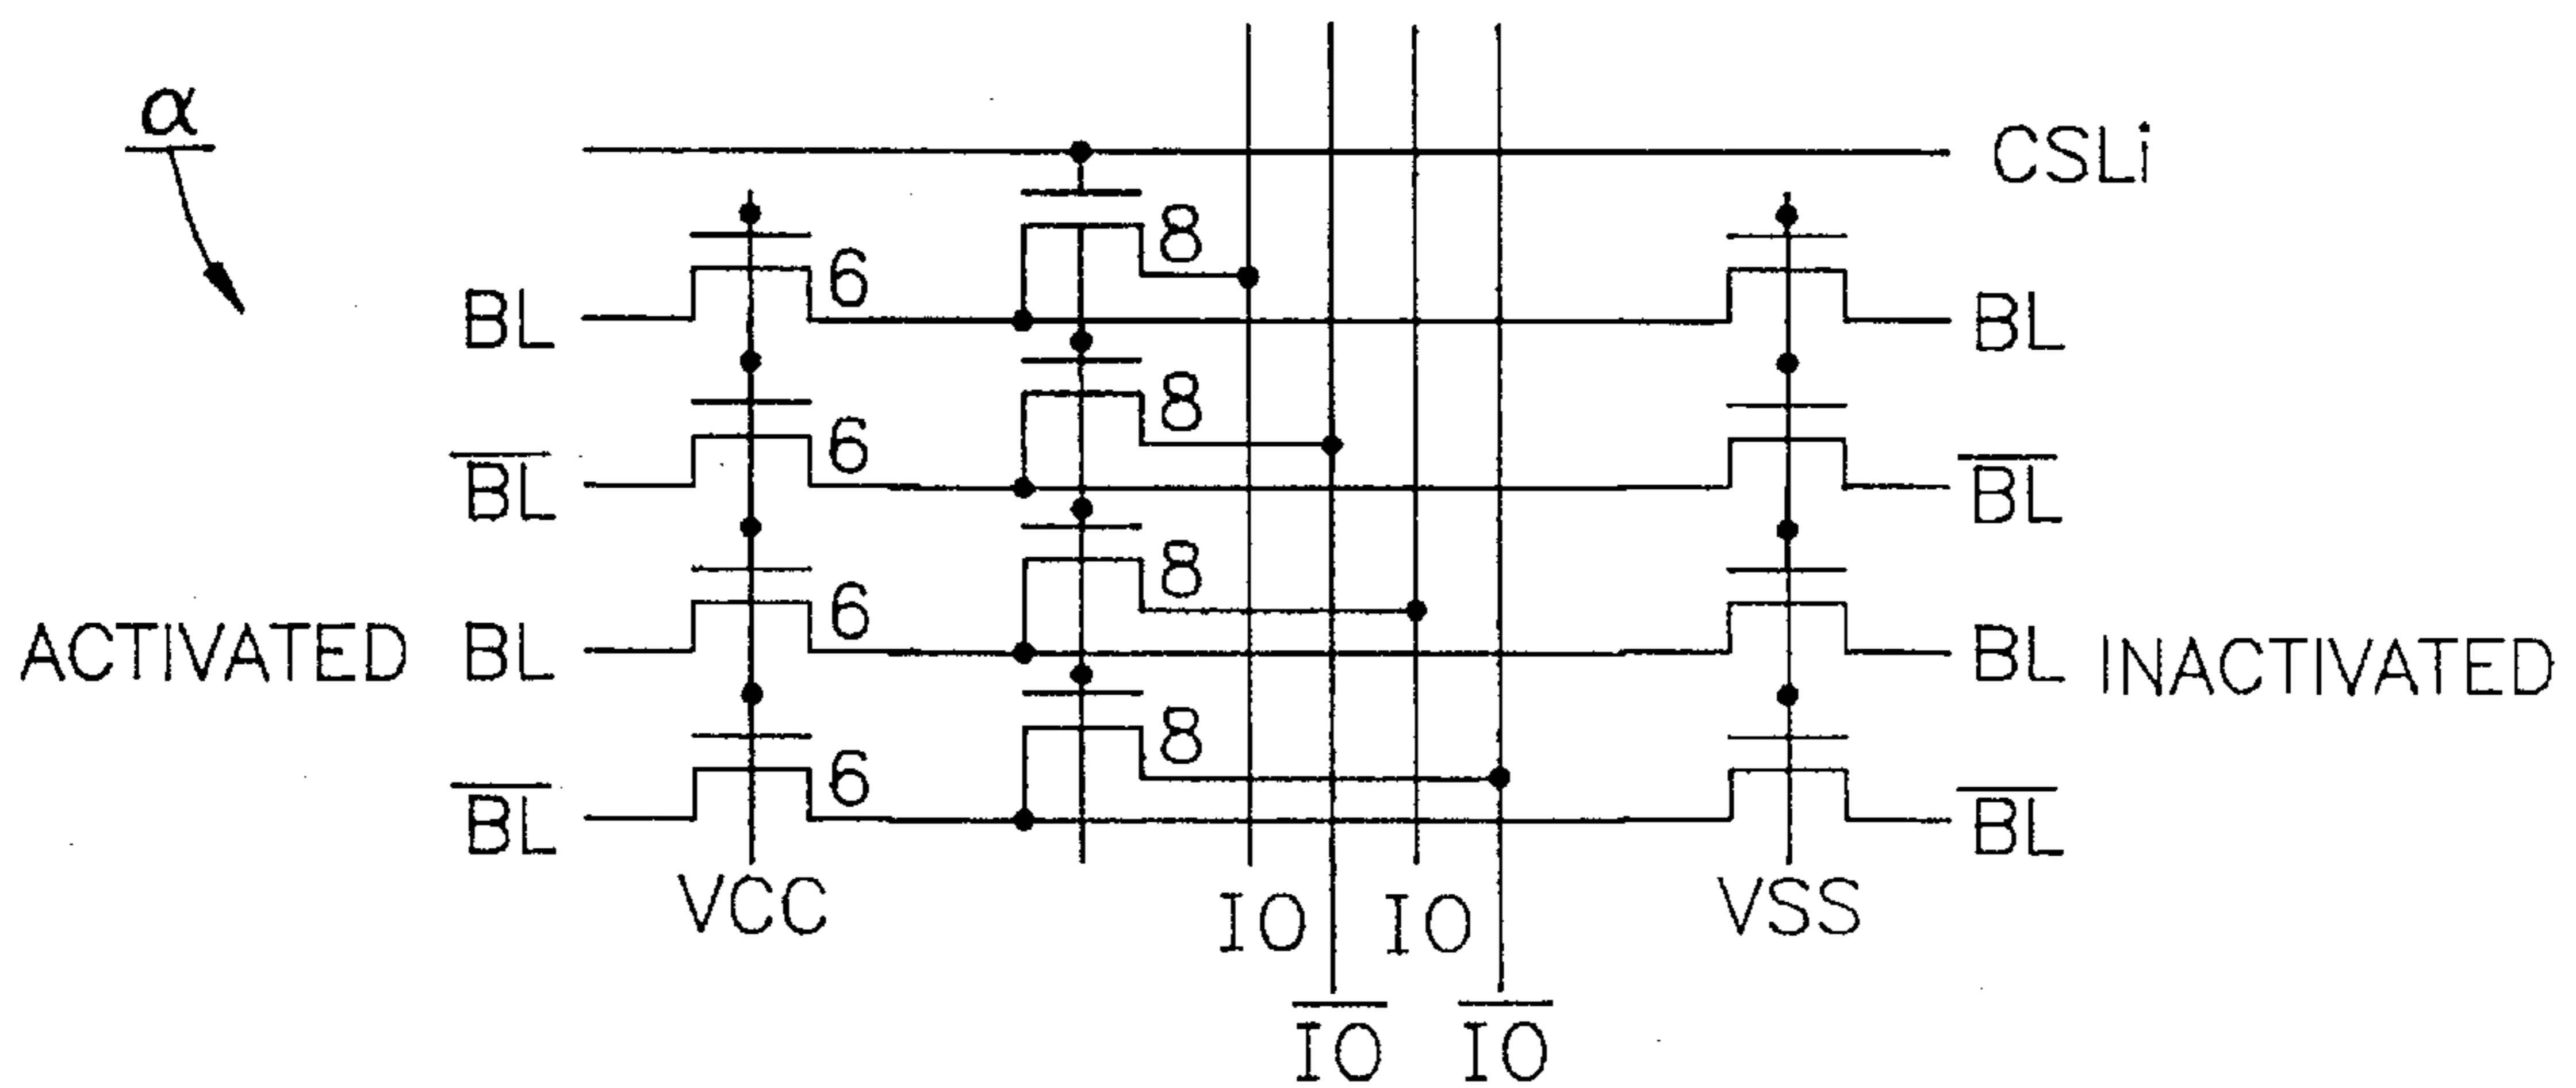 α
CSLi
8
6
BL
BL
8
6
B̅L̅
B̅L̅
8
6
ACTIVATED BL
BL INACTIVATED
8
6
B̅L̅
B̅L̅
VCC
IO
IO
VSS
I̅O̅
I̅O̅